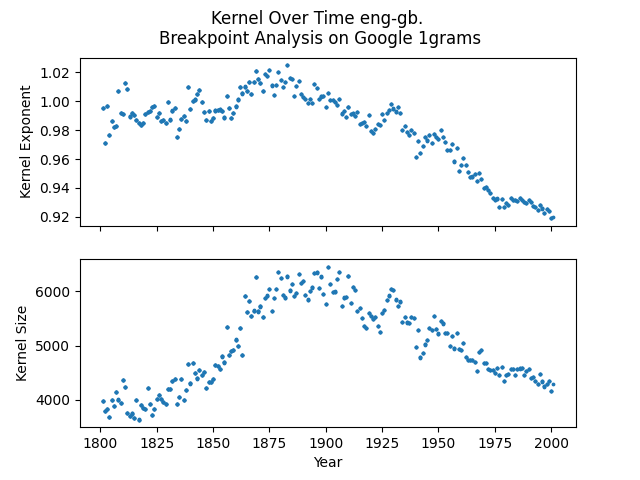 Kernel Over Time eng-gb.
Breakpoint Analysis on Google 1grams
1.02
1.00
0.98
0.96
0.94
0.92
Kernel Exponent
6000
5000
4000
Kernel Size
1800 1825 1850 1875 1900 1925 1950 1975 2000
Year